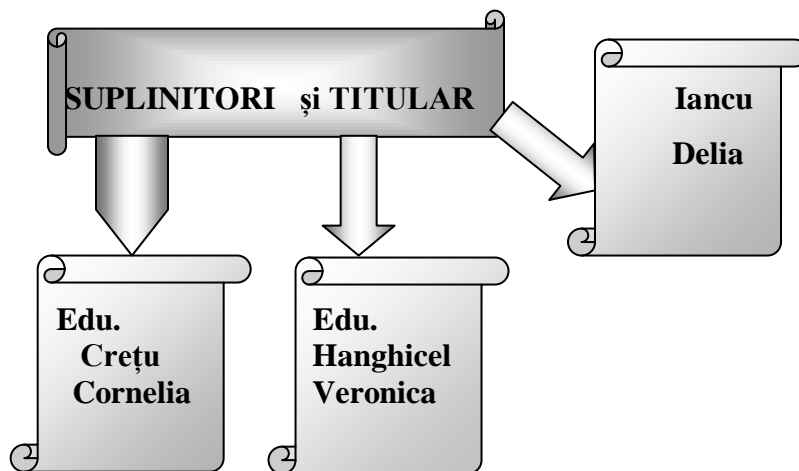 SUPLINITORI și TITULAR
Iancu
Delia
Edu.
Crețu
Cornelia
Edu.
Hanghicel
Veronica